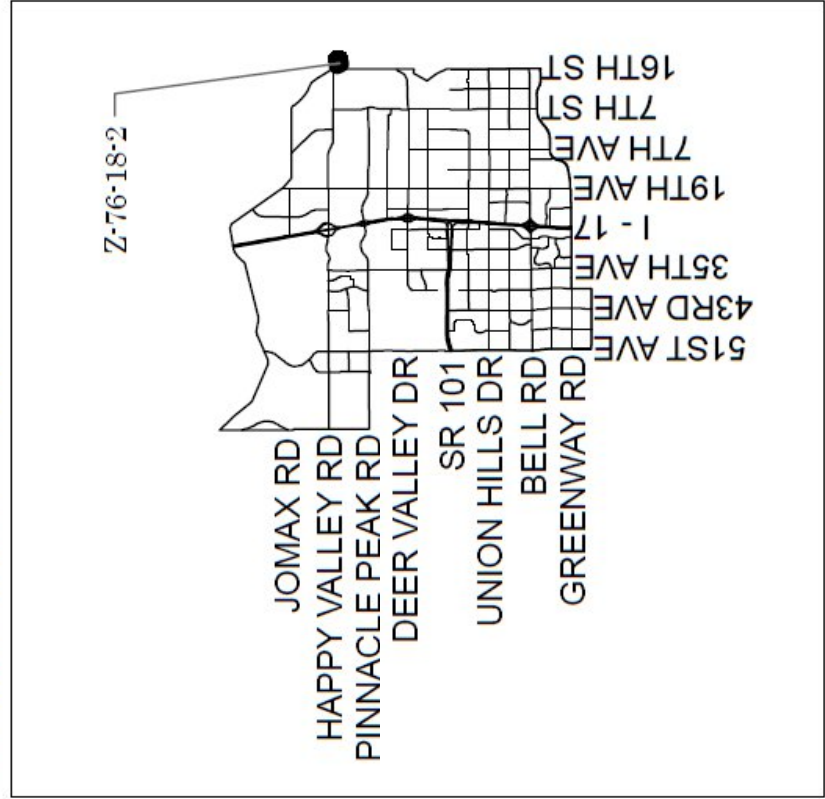 Z-76-18-2
16TH ST
7TH ST
7TH AVE
19TH AVE
I - 17
35TH AVE
43RD AVE
51ST AVE
JOMAX RD
HAPPY VALLEY RD
PINNACLE PEAK RD
DEER VALLEY DR
SR 101
UNION HILLS DR
BELL RD
GREENWAY RD